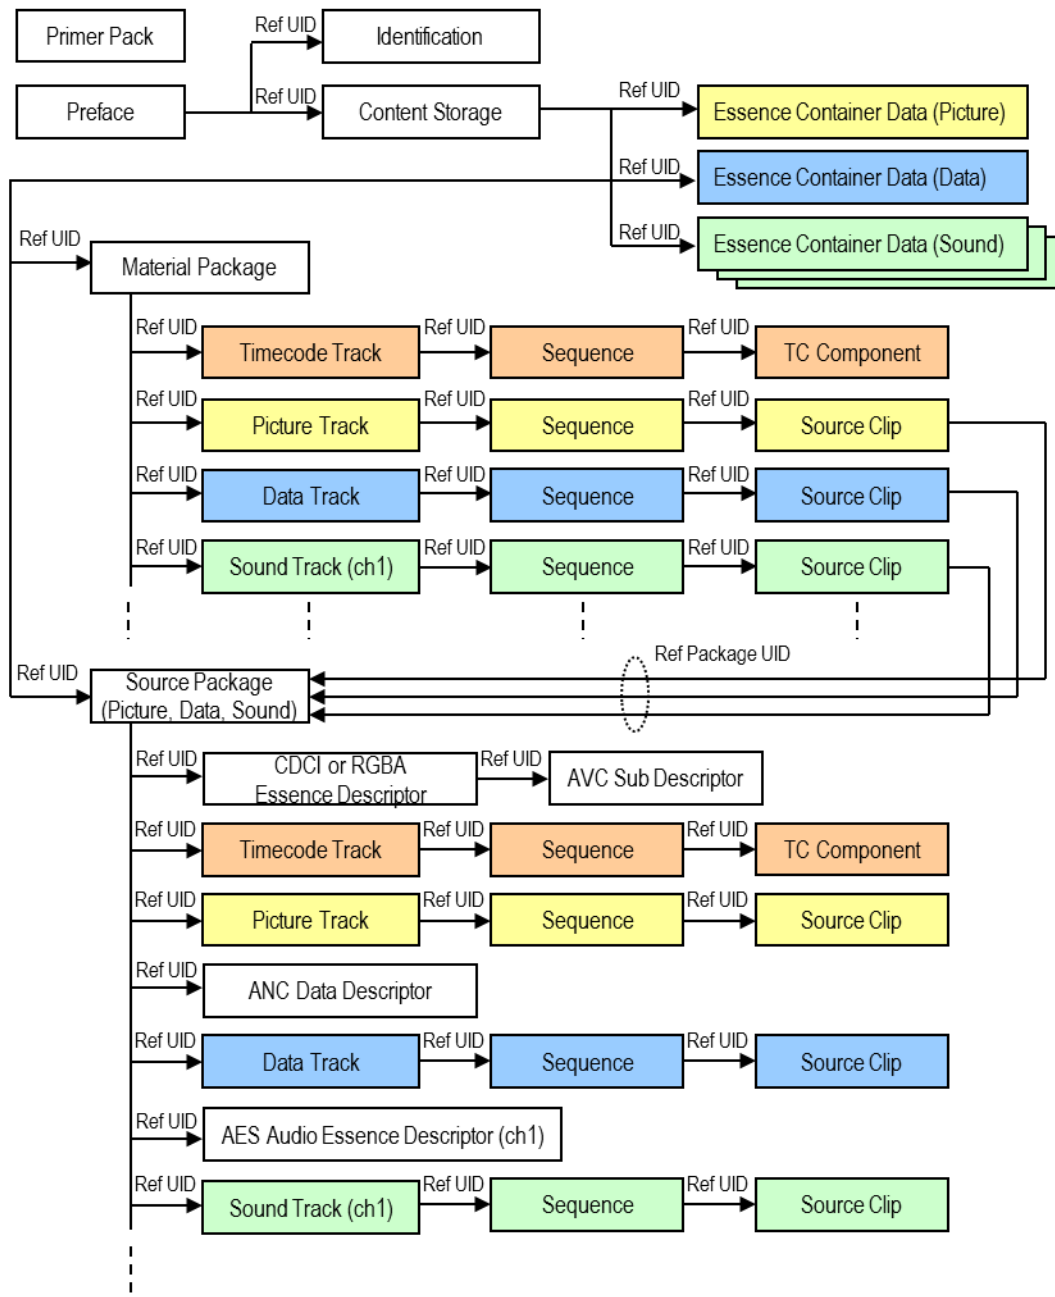 Primer Pack
Ref UID
Identification
Preface
Ref UID
Content Storage
Ref UID
Essence Container Data (Picture)
Ref UID
Essence Container Data (Data)
Ref UID
Essence Container Data (Sound)
Ref UID
Material Package
Ref UID
Timecode Track
Ref UID
Sequence
Ref UID
TC Component
Ref UID
Picture Track
Ref UID
Sequence
Ref UID
Source Clip
Ref UID
Data Track
Ref UID
Sequence
Ref UID
Source Clip
Ref UID
Sound Track (ch1)
Ref UID
Sequence
Ref UID
Source Clip
Ref Package UID
Ref UID
Source Package
(Picture, Data, Sound)
Ref UID
CDCI or RGBA
Essence Descriptor
Ref UID
AVC Sub Descriptor
Ref UID
Timecode Track
Ref UID
Sequence
Ref UID
TC Component
Ref UID
Picture Track
Ref UID
Sequence
Ref UID
Source Clip
Ref UID
ANC Data Descriptor
Ref UID
Data Track
Ref UID
Sequence
Ref UID
Source Clip
Ref UID
AES Audio Essence Descriptor (ch1)
Ref UID
Sound Track (ch1)
Ref UID
Sequence
Ref UID
Source Clip